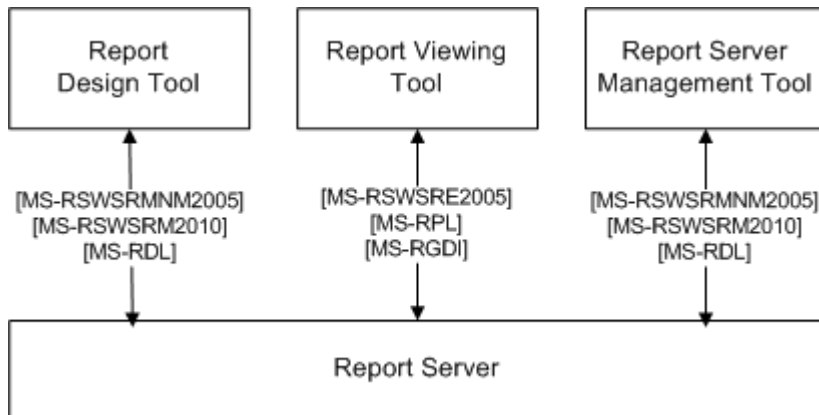 Report
Design Tool
Report Viewing
Tool
Report Server
Management Tool
[MS-RSWSRMNM2005]
[MS-RSWSRM2010]
[MS-RDL]
[MS-RSWSRE2005]
[MS-RPL]
[MS-RGDI]
[MS-RSWSRMNM2005]
[MS-RSWSRM2010]
[MS-RDL]
Report Server